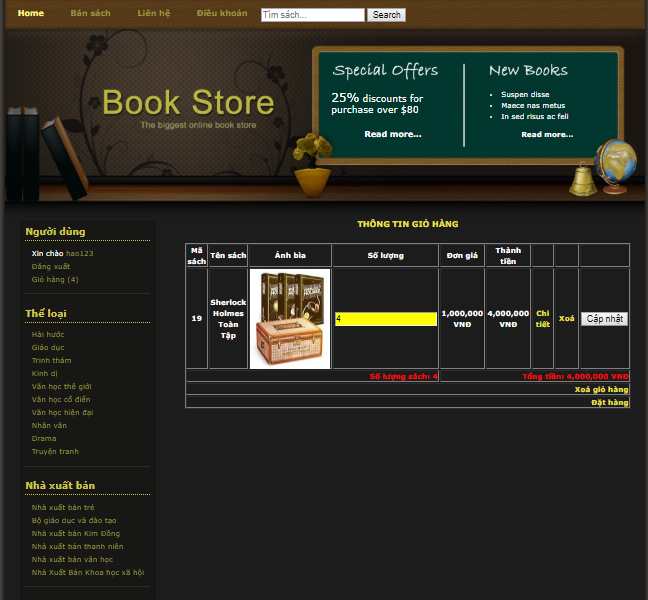 Home Bán sách Liên hệ Điều khoản Tìm sách... Search
Book Store
The biggest online book store
Special Offers
25% discounts for
purchase over $80
Read more...
New Books
• Suspen disse
• Maece nas metus
• In sed risus ac feli
Read more...
Người dùng
Xin chào hao123
Đăng xuất
Giỏ hàng (4)
Thể loại
Hài hước
Giáo dục
Trinh thám
Kinh dị
Văn học thế giới
Văn học cổ điển
Văn học hiện đại
Nhân văn
Drama
Truyện tranh
Nhà xuất bản
Nhà xuất bản trẻ
Bộ giáo dục và đào tạo
Nhà xuất bản Kim Đồng
Nhà xuất bản thanh niên
Nhà xuất bản văn học
Nhà Xuất Bản Khoa học xã hội
THÔNG TIN GIỎ HÀNG
Mã sách Tên sách Ảnh bìa Số lượng Đơn giá Thành tiền
19 Sherlock Holmes Toàn Tập 4 1,000,000 VNĐ 4,000,000 VNĐ Chi tiết Xoá Cập nhật
Số lượng sách: 4 Tổng tiền: 4,000,000 VNĐ
Xoá giỏ hàng
Đặt hàng